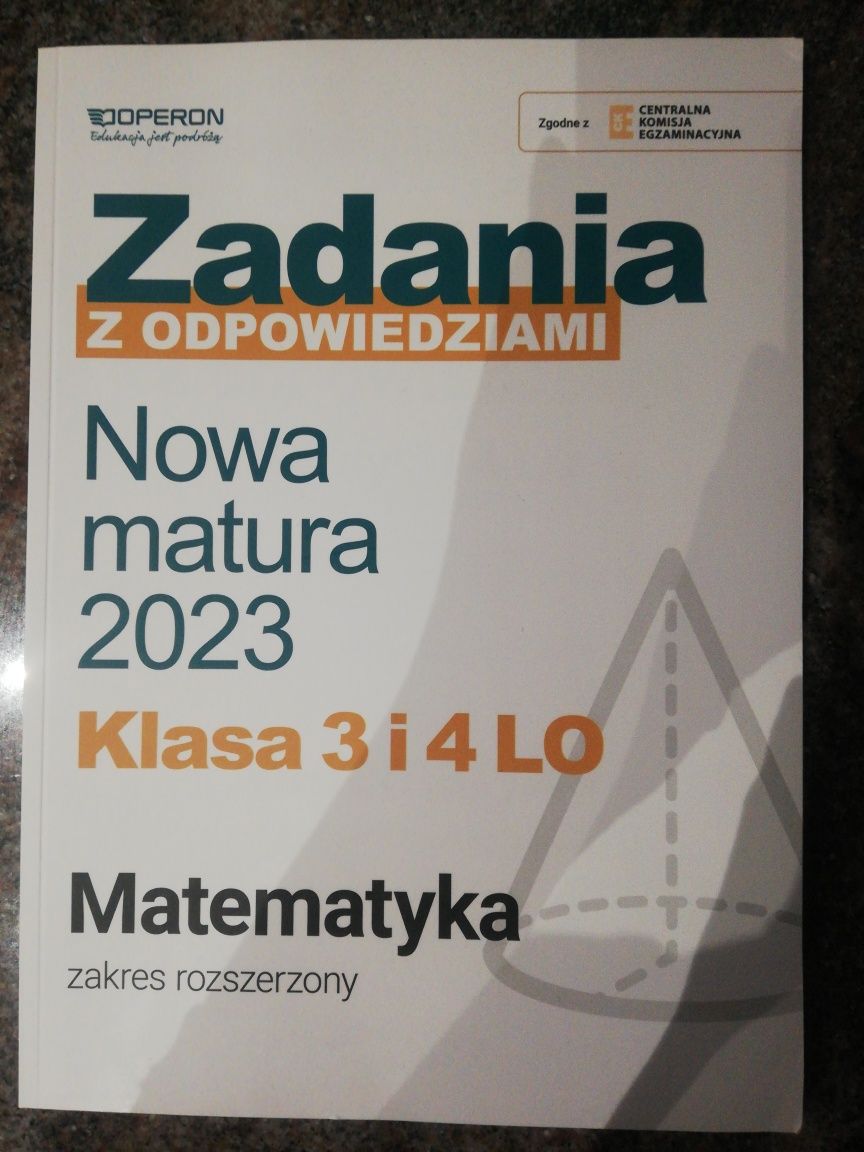 OPERON
Edukacja jest podróżą
Zgodne z
CKE
CENTRALNA
KOMISJA
EGZAMINACYJNA
Zadania
Z ODPOWIEDZIAMI
Nowa
matura
2023
Klasa 3 i 4 LO
Matematyka
zakres rozszerzony